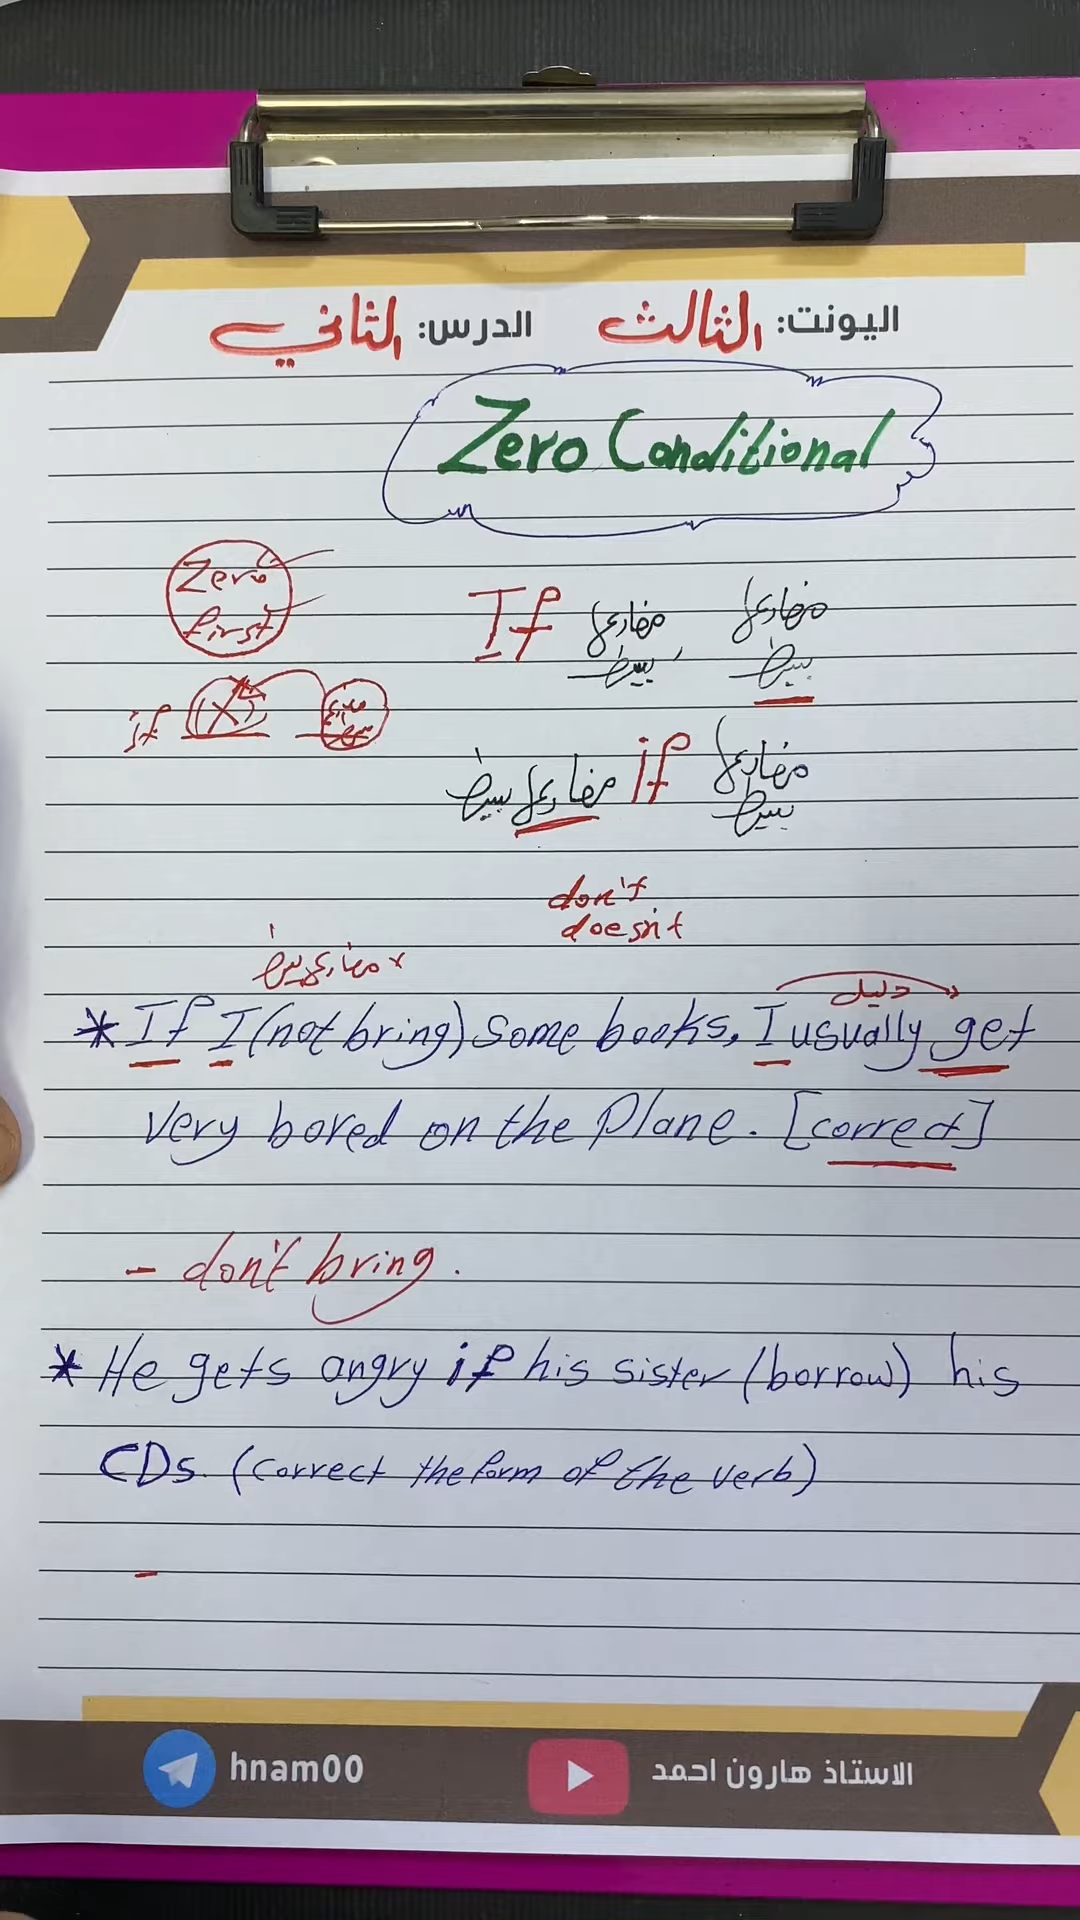 اليونت: الثالث الدرس: الثاني
Zero Conditional
Zero
first
If مضارع بسيط , مضارع بسيط
if (X)
مضارع بسيط if مضارع بسيط
don't
doesn't
مضارع بسيط x
دليل
* If I (not bring) some books, I usually get
very bored on the plane. [correct]
- don't bring.
* He gets angry if his sister (borrow) his
CDs. (correct the form of the verb)
-
hnam00 الاستاذ هارون احمد